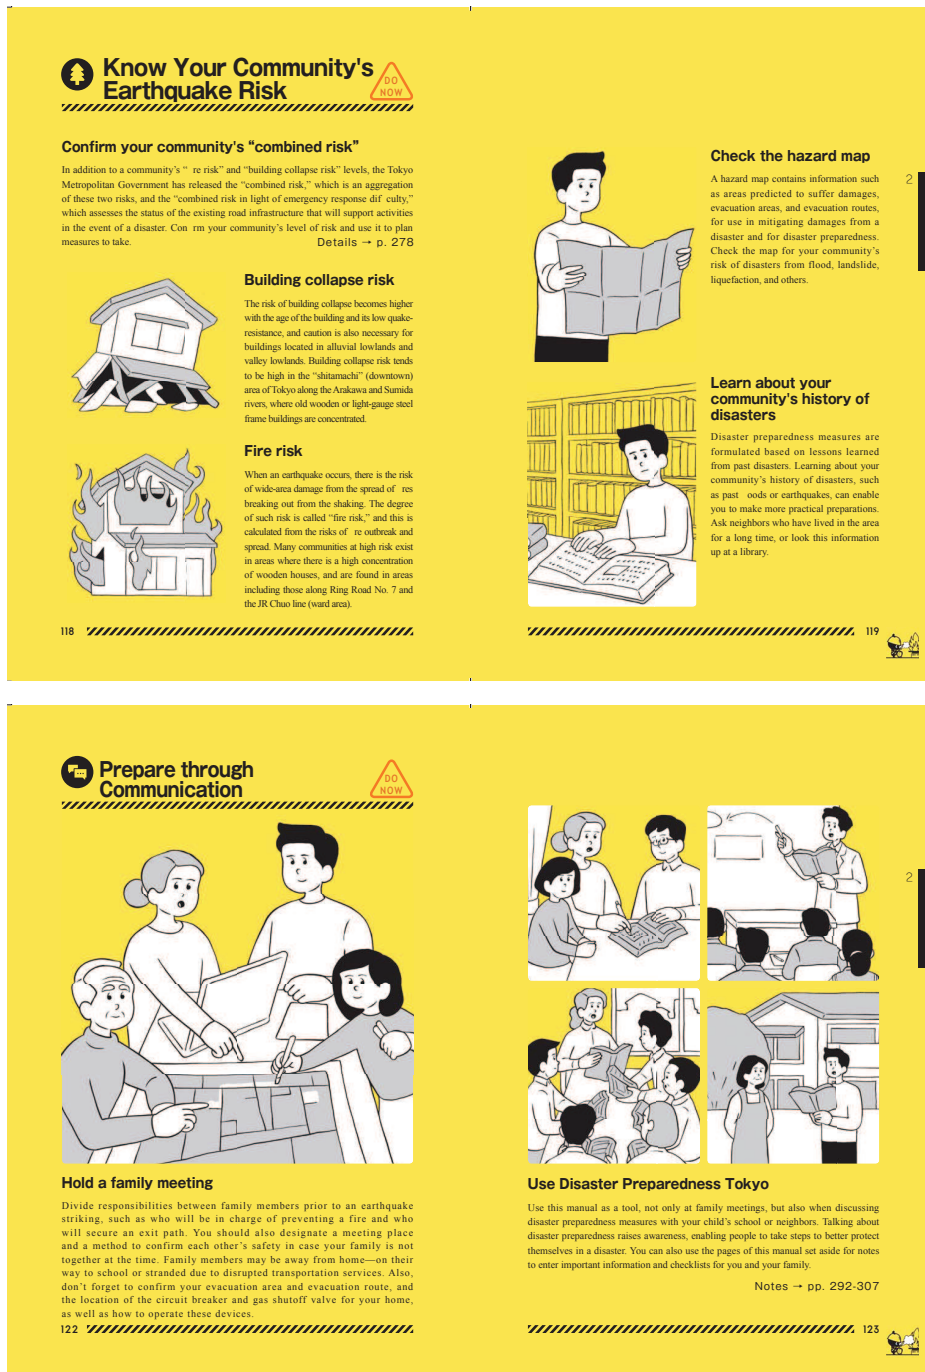 Know Your Community's
Earthquake Risk
DO
NOW
Confirm your community's “combined risk”
In addition to a community's “ re risk” and “building collapse risk” levels, the Tokyo
Metropolitan Government has released the “combined risk,” which is an aggregation
of these two risks, and the “combined risk in light of emergency response dif culty,”
which assesses the status of the existing road infrastructure that will support activities
in the event of a disaster. Con rm your community's level of risk and use it to plan
measures to take.
Details → p. 278
Building collapse risk
The risk of building collapse becomes higher
with the age of the building and its low quake-
resistance, and caution is also necessary for
buildings located in alluvial lowlands and
valley lowlands. Building collapse risk tends
to be high in the “shitamachi” (downtown)
area of Tokyo along the Arakawa and Sumida
rivers, where old wooden or light-gauge steel
frame buildings are concentrated.
Fire risk
When an earthquake occurs, there is the risk
of wide-area damage from the spread of res
breaking out from the shaking. The degree
of such risk is called “fire risk,” and this is
calculated from the risks of re outbreak and
spread. Many communities at high risk exist
in areas where there is a high concentration
of wooden houses, and are found in areas
including those along Ring Road No. 7 and
the JR Chuo line (ward area).
118
Check the hazard map
A hazard map contains information such
as areas predicted to suffer damages,
evacuation areas, and evacuation routes,
for use in mitigating damages from a
disaster and for disaster preparedness.
Check the map for your community's
risk of disasters from flood, landslide,
liquefaction, and others.
2
Learn about your
community's history of
disasters
Disaster preparedness measures are
formulated based on lessons learned
from past disasters. Learning about your
community's history of disasters, such
as past oods or earthquakes, can enable
you to make more practical preparations.
Ask neighbors who have lived in the area
for a long time, or look this information
up at a library.
119
Prepare through
Communication
DO
NOW
Hold a family meeting
Divide responsibilities between family members prior to an earthquake
striking, such as who will be in charge of preventing a fire and who
will secure an exit path. You should also designate a meeting place
and a method to confirm each other's safety in case your family is not
together at the time. Family members may be away from home—on their
way to school or stranded due to disrupted transportation services. Also,
don't forget to confirm your evacuation area and evacuation route, and
the location of the circuit breaker and gas shutoff valve for your home,
as well as how to operate these devices.
122
2
Use Disaster Preparedness Tokyo
Use this manual as a tool, not only at family meetings, but also when discussing
disaster preparedness measures with your child's school or neighbors. Talking about
disaster preparedness raises awareness, enabling people to take steps to better protect
themselves in a disaster. You can also use the pages of this manual set aside for notes
to enter important information and checklists for you and your family.
Notes → pp. 292-307
123